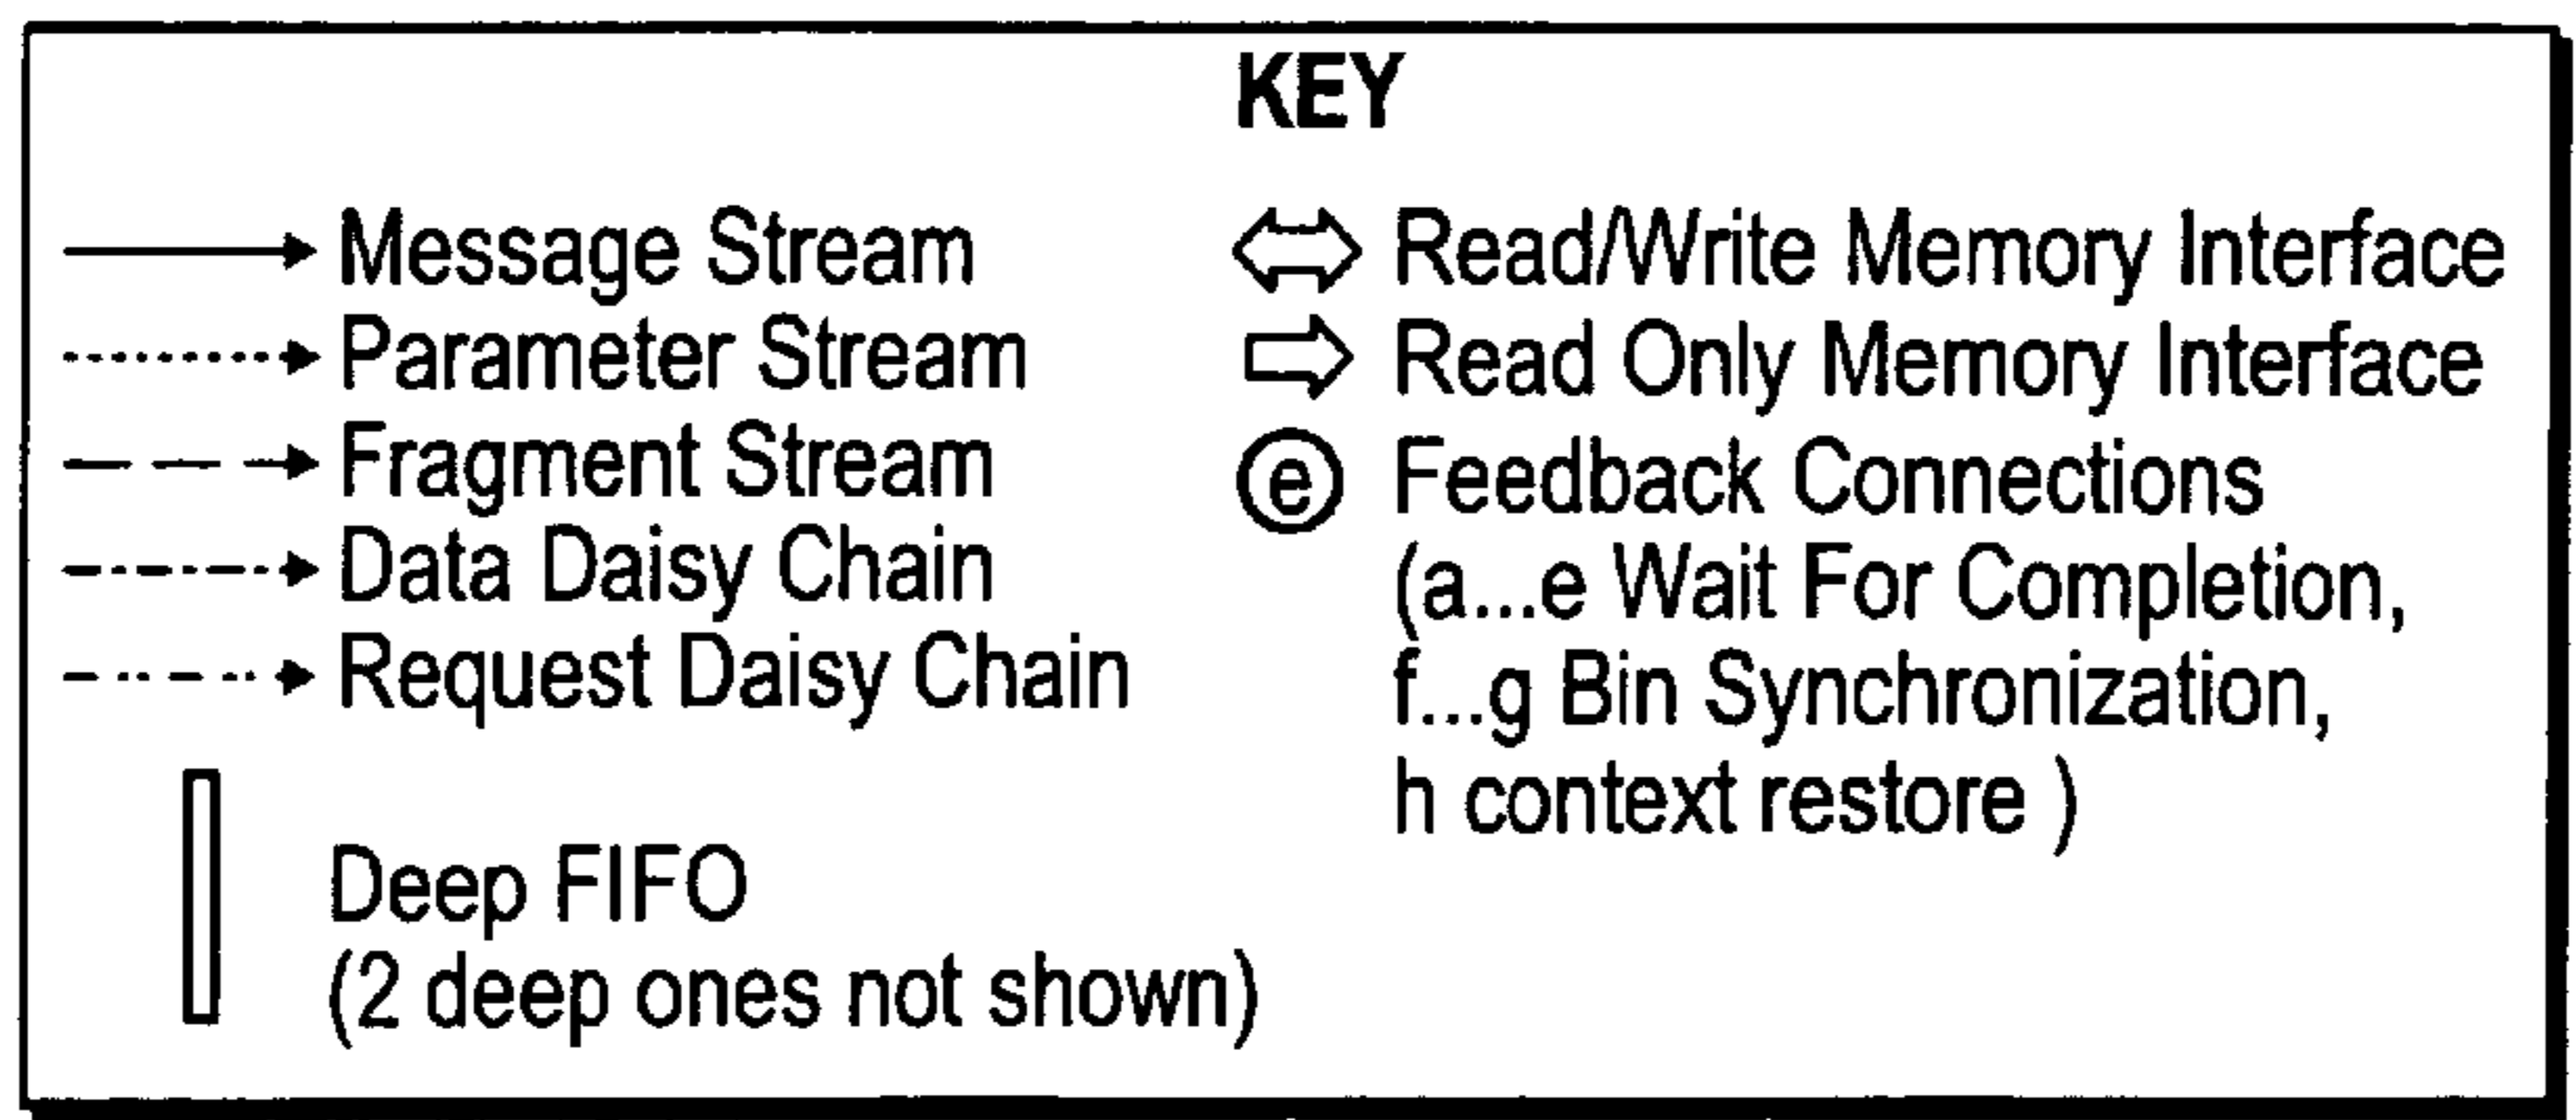 KEY
Message Stream
Parameter Stream
Fragment Stream
Data Daisy Chain
Request Daisy Chain
Deep FIFO
(2 deep ones not shown)
Read/Write Memory Interface
Read Only Memory Interface
e Feedback Connections
(a...e Wait For Completion,
f...g Bin Synchronization,
h context restore )